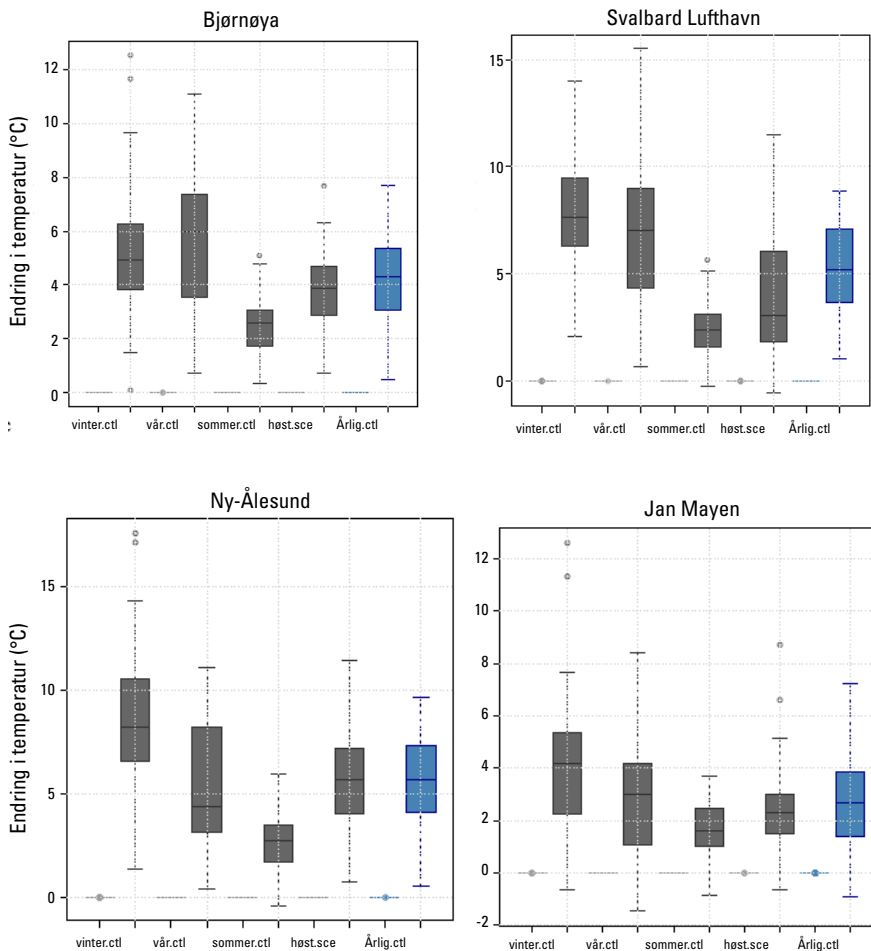 Bjørnøya
Endring i temperatur (°C)
12
10
8
6
4
2
0
vinter.ctl vår.ctl sommer.ctl høst.sce Årlig.ctl
Svalbard Lufthavn
15
10
5
0
vinter.ctl vår.ctl sommer.ctl høst.sce Årlig.ctl
Ny-Ålesund
Endring i temperatur (°C)
15
10
5
0
vinter.ctl vår.ctl sommer.ctl høst.sce Årlig.ctl
Jan Mayen
12
10
8
6
4
2
0
-2
vinter.ctl vår.ctl sommer.ctl høst.sce Årlig.ctl